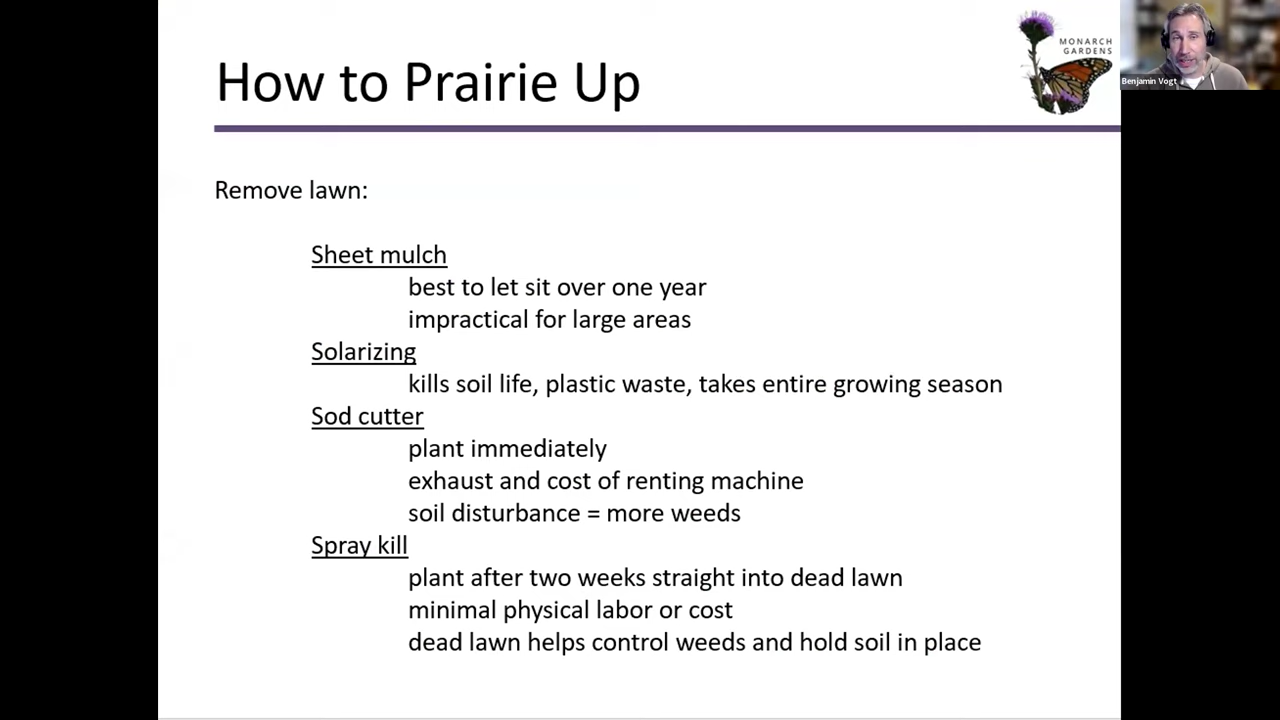 How to Prairie Up
MONARCH
GARDENS
Benjamin Vogt
Remove lawn:
Sheet mulch
best to let sit over one year
impractical for large areas
Solarizing
kills soil life, plastic waste, takes entire growing season
Sod cutter
plant immediately
exhaust and cost of renting machine
soil disturbance = more weeds
Spray kill
plant after two weeks straight into dead lawn
minimal physical labor or cost
dead lawn helps control weeds and hold soil in place